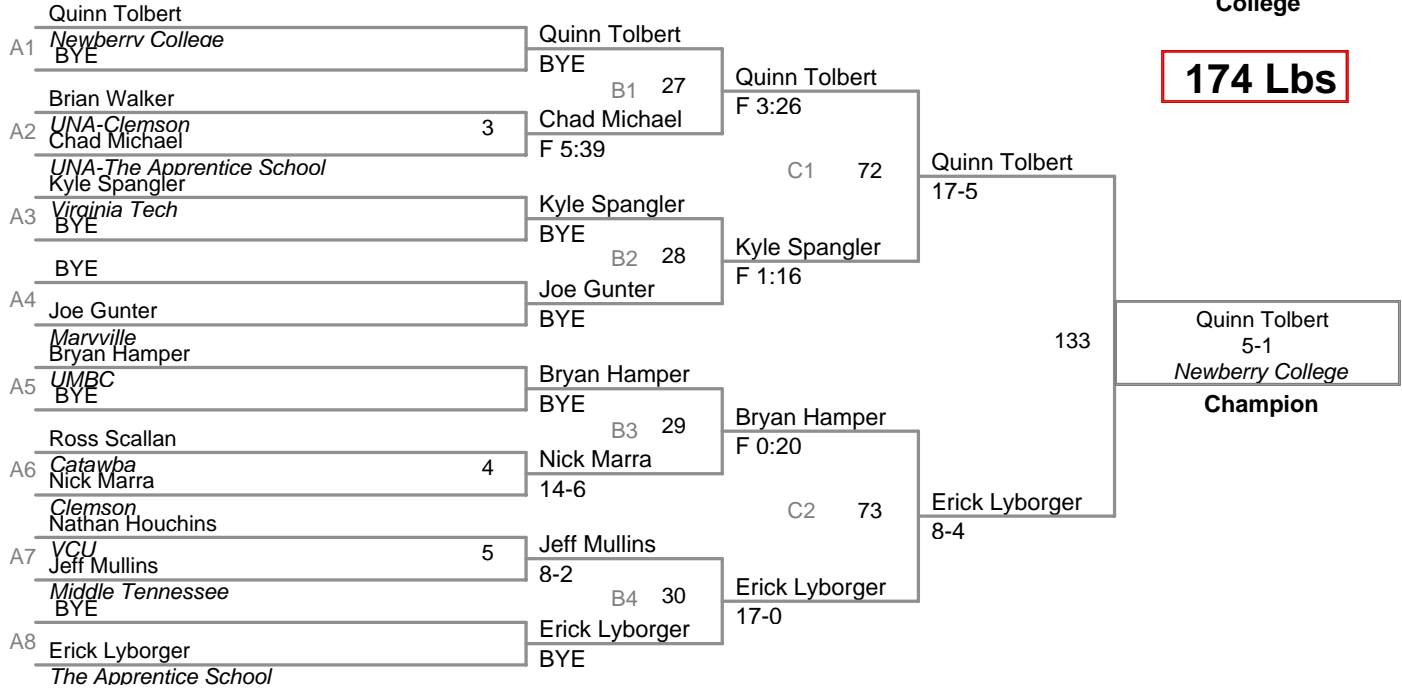 College
174 Lbs
A1
Quinn Tolbert
Newberry College
BYE
A2
Brian Walker
UNA-Clemson
3
Chad Michael
UNA-The Apprentice School
A3
Kyle Spangler
Virginia Tech
BYE
A4
BYE
Joe Gunter
Maryville
A5
Bryan Hamper
UMBC
BYE
A6
Ross Scallan
Catawba
4
Nick Marra
Clemson
A7
Nathan Houchins
VCU
5
Jeff Mullins
Middle Tennessee
A8
BYE
Erick Lyborger
The Apprentice School
Quinn Tolbert
BYE
B1 27
Chad Michael
F 5:39
Kyle Spangler
BYE
B2 28
Joe Gunter
BYE
Bryan Hamper
BYE
B3 29
Nick Marra
14-6
Jeff Mullins
8-2
B4 30
Erick Lyborger
BYE
Quinn Tolbert
F 3:26
C1 72
Kyle Spangler
F 1:16
Bryan Hamper
F 0:20
C2 73
Erick Lyborger
17-0
Quinn Tolbert
17-5
133
Erick Lyborger
8-4
Quinn Tolbert
5-1
Newberry College
Champion